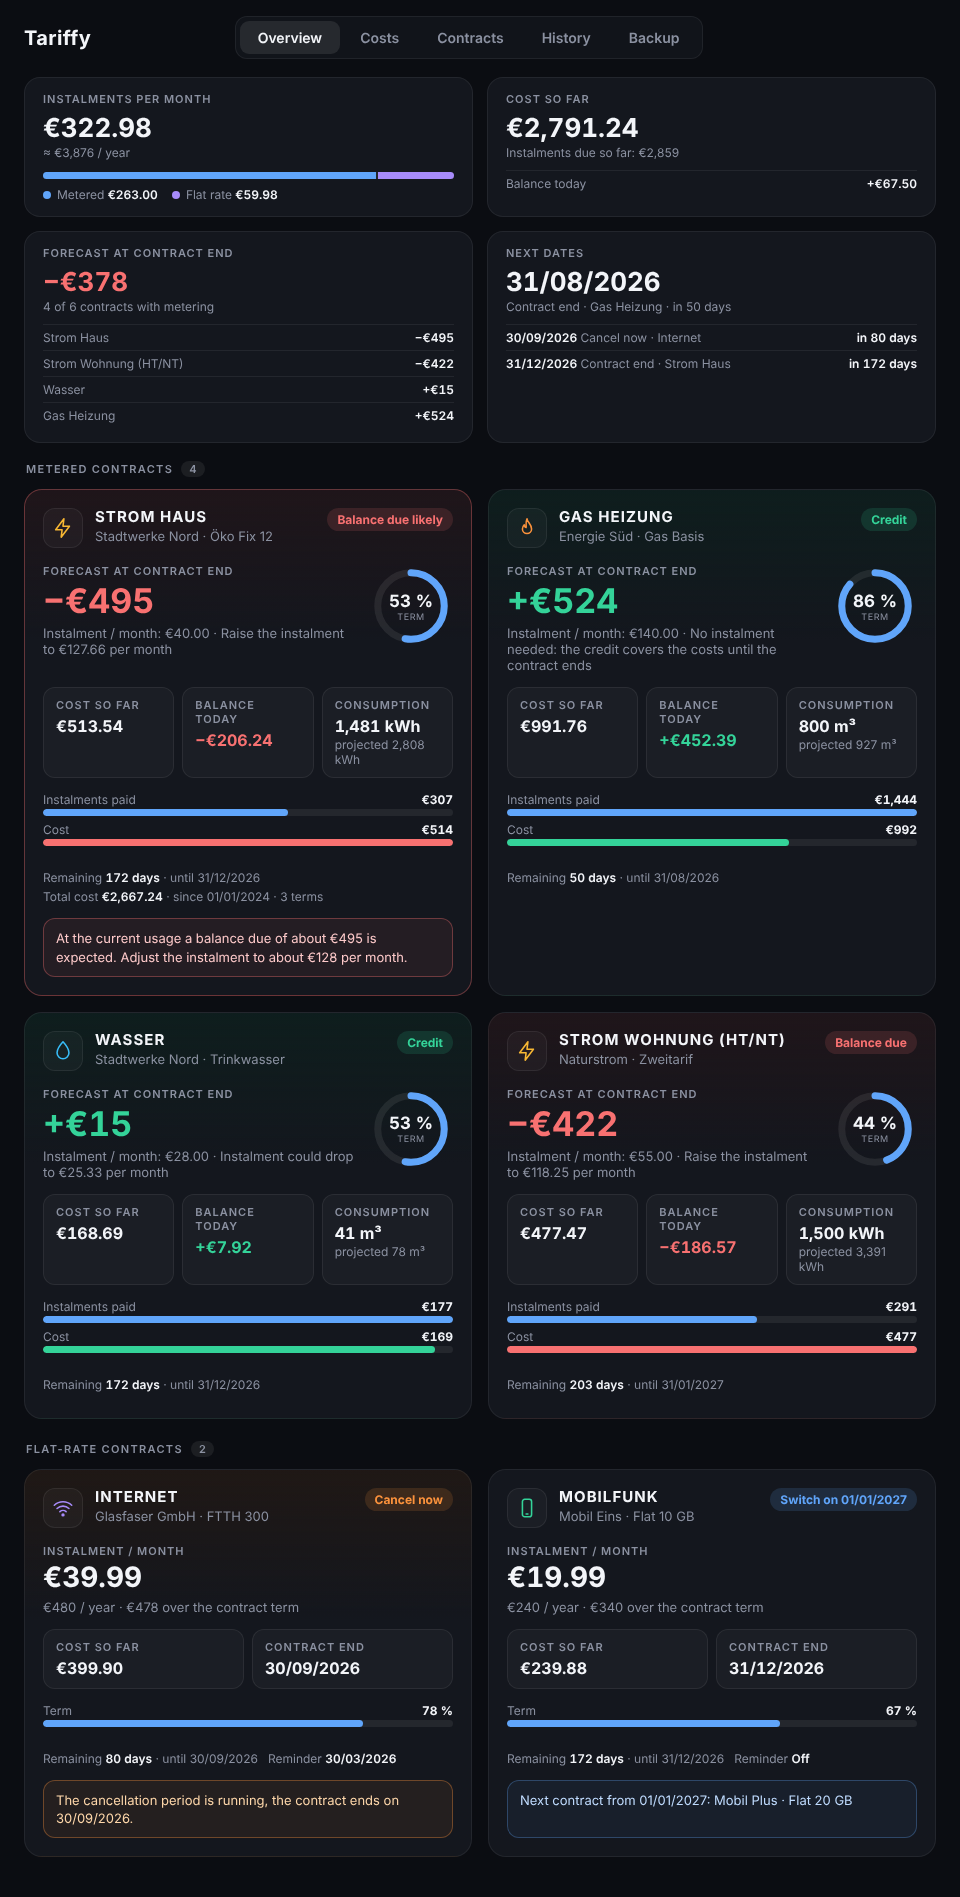 Tariffy
Overview
Costs
Contracts
History
Backup
INSTALMENTS PER MONTH
€322.98
≈ €3,876 / year
Metered €263.00 Flat rate €59.98
COST SO FAR
€2,791.24
Instalments due so far: €2,859
Balance today +€67.50
FORECAST AT CONTRACT END
−€378
4 of 6 contracts with metering
Strom Haus −€495
Strom Wohnung (HT/NT) −€422
Wasser +€15
Gas Heizung +€524
NEXT DATES
31/08/2026
Contract end · Gas Heizung · in 50 days
30/09/2026 Cancel now · Internet in 80 days
31/12/2026 Contract end · Strom Haus in 172 days
METERED CONTRACTS 4
STROM HAUS
Stadtwerke Nord · Öko Fix 12
Balance due likely
FORECAST AT CONTRACT END
−€495
Instalment / month: €40.00 · Raise the instalment
to €127.66 per month
53 %
TERM
COST SO FAR
€513.54
BALANCE
TODAY
−€206.24
CONSUMPTION
1,481 kWh
projected 2,808
kWh
Instalments paid €307
Cost €514
Remaining 172 days · until 31/12/2026
Total cost €2,667.24 · since 01/01/2024 · 3 terms
At the current usage a balance due of about €495 is
expected. Adjust the instalment to about €128 per month.
GAS HEIZUNG
Energie Süd · Gas Basis
Credit
FORECAST AT CONTRACT END
+€524
Instalment / month: €140.00 · No instalment
needed: the credit covers the costs until the
contract ends
86 %
TERM
COST SO FAR
€991.76
BALANCE
TODAY
+€452.39
CONSUMPTION
800 m³
projected 927 m³
Instalments paid €1,444
Cost €992
Remaining 50 days · until 31/08/2026
WASSER
Stadtwerke Nord · Trinkwasser
Credit
FORECAST AT CONTRACT END
+€15
Instalment / month: €28.00 · Instalment could drop
to €25.33 per month
53 %
TERM
COST SO FAR
€168.69
BALANCE
TODAY
+€7.92
CONSUMPTION
41 m³
projected 78 m³
Instalments paid €177
Cost €169
Remaining 172 days · until 31/12/2026
STROM WOHNUNG (HT/NT)
Naturstrom · Zweitarif
Balance due
FORECAST AT CONTRACT END
−€422
Instalment / month: €55.00 · Raise the instalment
to €118.25 per month
44 %
TERM
COST SO FAR
€477.47
BALANCE
TODAY
−€186.57
CONSUMPTION
1,500 kWh
projected 3,391
kWh
Instalments paid €291
Cost €477
Remaining 203 days · until 31/01/2027
FLAT-RATE CONTRACTS 2
INTERNET
Glasfaser GmbH · FTTH 300
Cancel now
INSTALMENT / MONTH
€39.99
€480 / year · €478 over the contract term
COST SO FAR
€399.90
CONTRACT END
30/09/2026
Term 78 %
Remaining 80 days · until 30/09/2026 Reminder 30/03/2026
The cancellation period is running, the contract ends on
30/09/2026.
MOBILFUNK
Mobil Eins · Flat 10 GB
Switch on 01/01/2027
INSTALMENT / MONTH
€19.99
€240 / year · €340 over the contract term
COST SO FAR
€239.88
CONTRACT END
31/12/2026
Term 67 %
Remaining 172 days · until 31/12/2026 Reminder Off
Next contract from 01/01/2027: Mobil Plus · Flat 20 GB